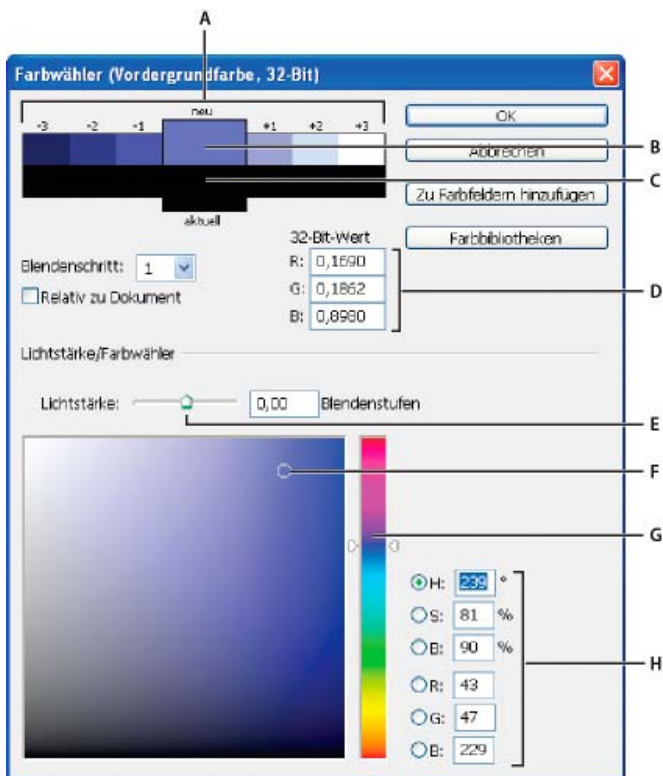 A
Farbwähler (Vordergrundfarbe, 32-Bit)
neu
-3 -2 -1 +1 +2 +3
OK
B
Abbrechen
C
Zu Farbfeldern hinzufügen
aktuell
Farbbibliotheken
32-Bit-Wert
Blendenschritt: 1
R: 0,1690
Relativ zu Dokument
G: 0,1862
D
B: 0,8980
Lichtstärke/Farbwähler
Lichtstärke: 0,00 Blendenstufen
E
F
G
H: 239 °
S: 81 %
B: 90 %
H
R: 43
G: 47
B: 229